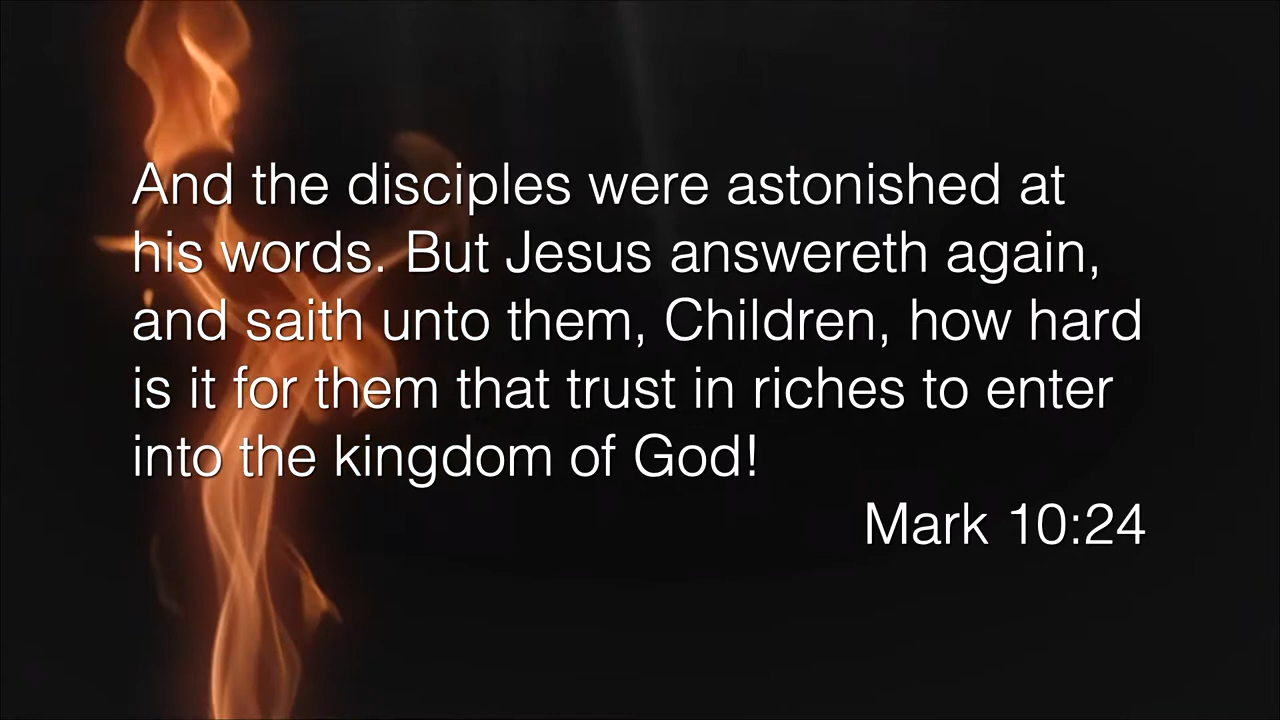 And the disciples were astonished at
his words. But Jesus answereth again,
and saith unto them, Children, how hard
is it for them that trust in riches to enter
into the kingdom of God!
Mark 10:24